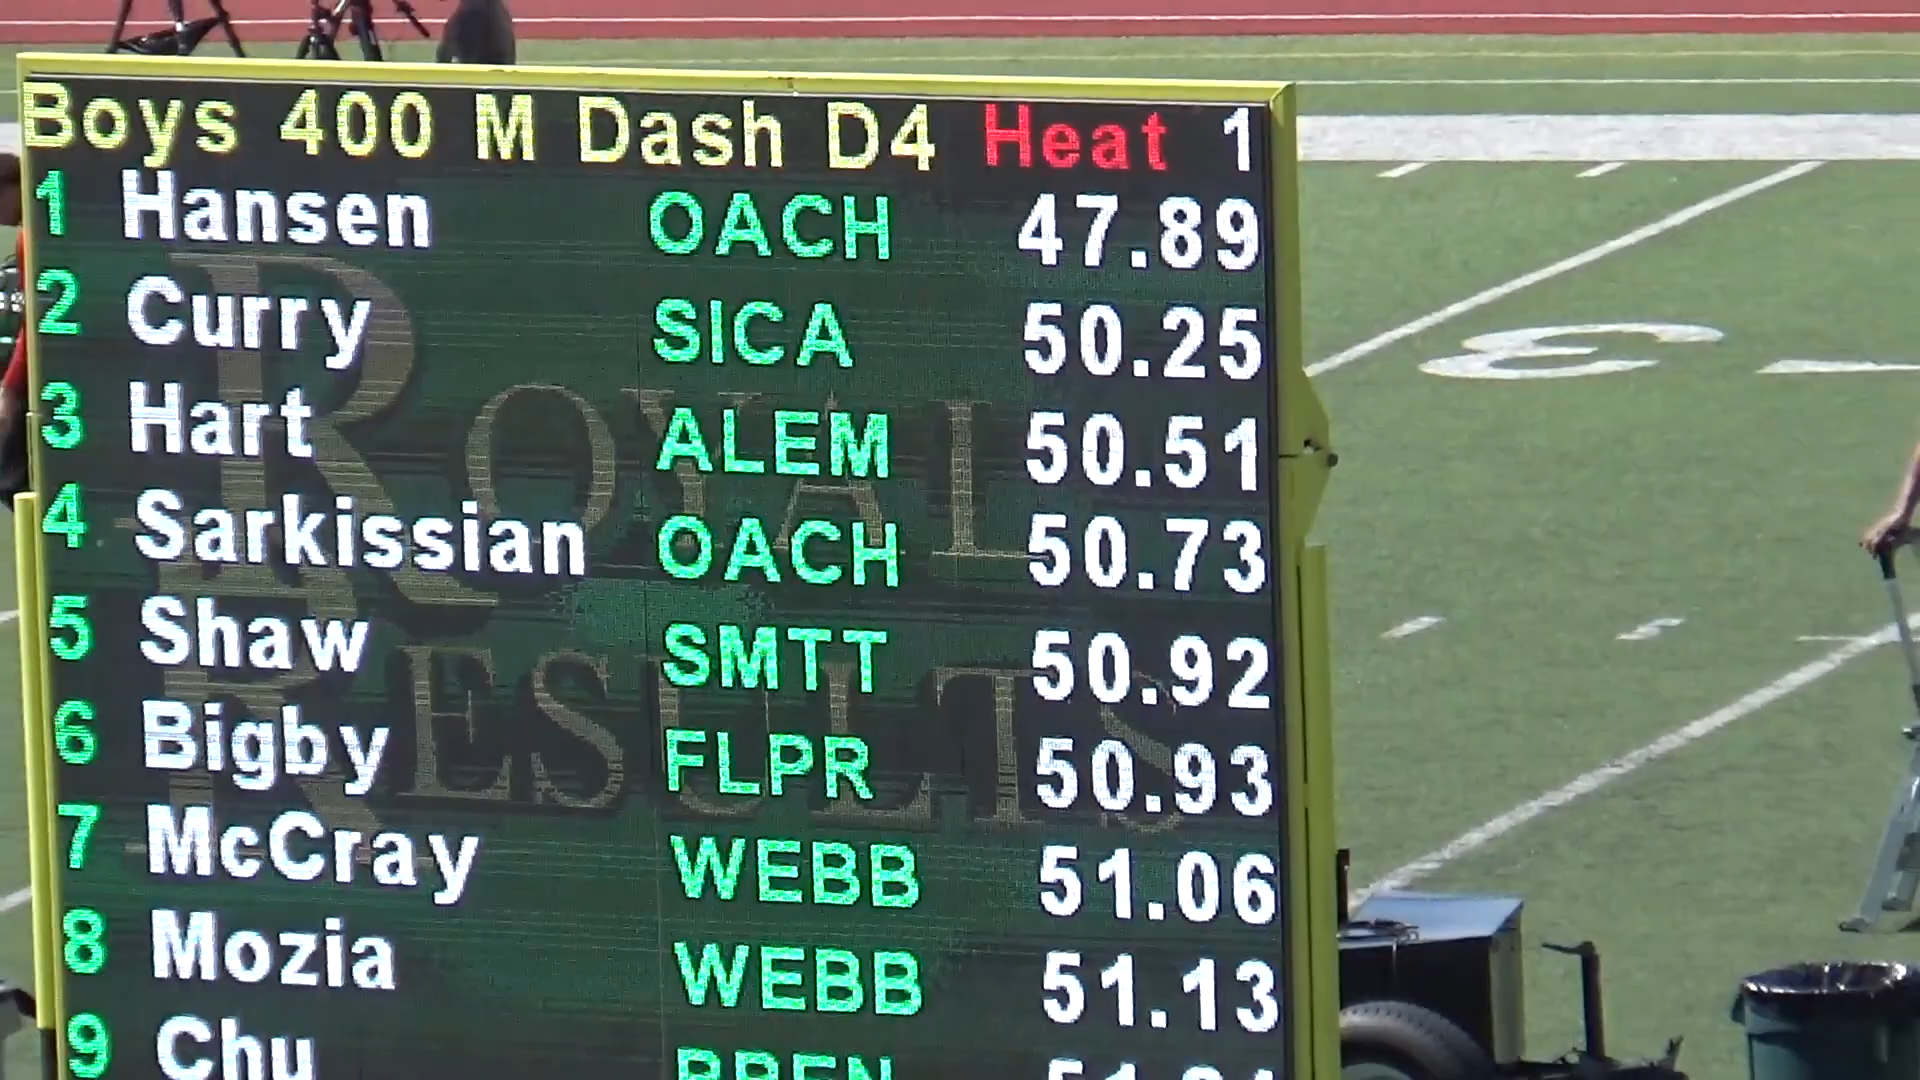 Boys 400 M Dash D4 Heat 1
1 Hansen OACH 47.89
2 Curry SICA 50.25
3 Hart ALEM 50.51
4 Sarkissian OACH 50.73
5 Shaw SMTT 50.92
6 Bigby FLPR 50.93
7 McCray WEBB 51.06
8 Mozia WEBB 51.13
9 Chu
ROYAL
RESULTS
3